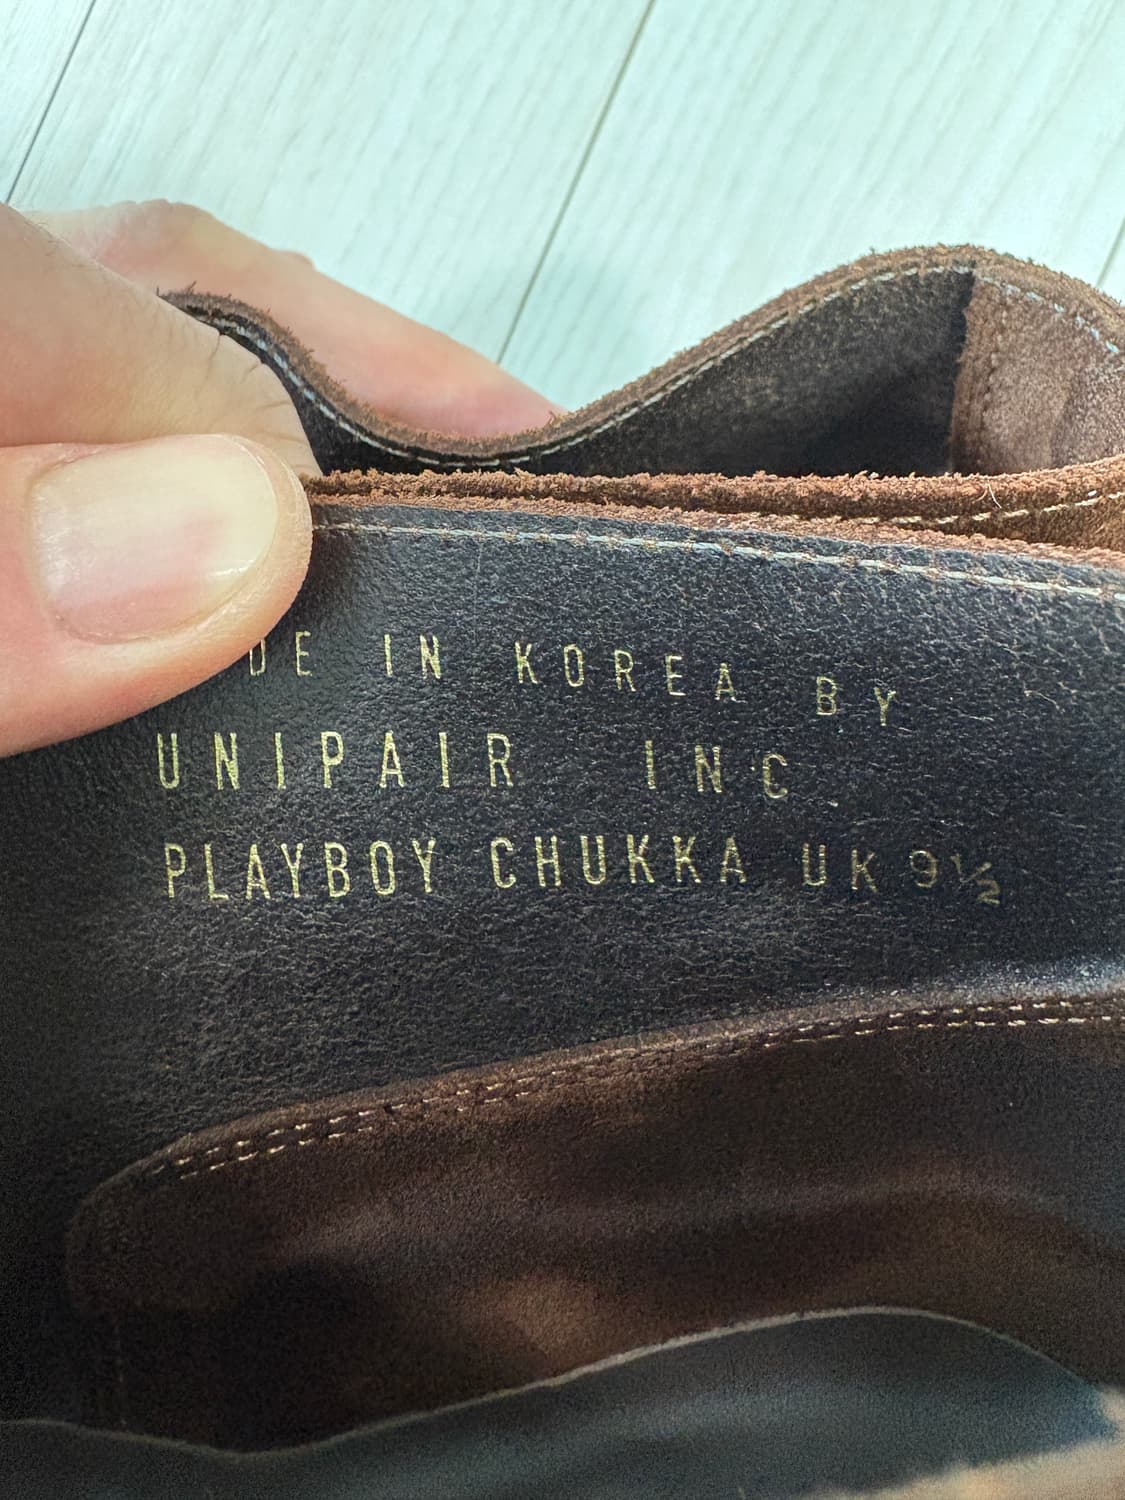 DE IN KOREA BY
UNIPAIR INC.
PLAYBOY CHUKKA UK 9½